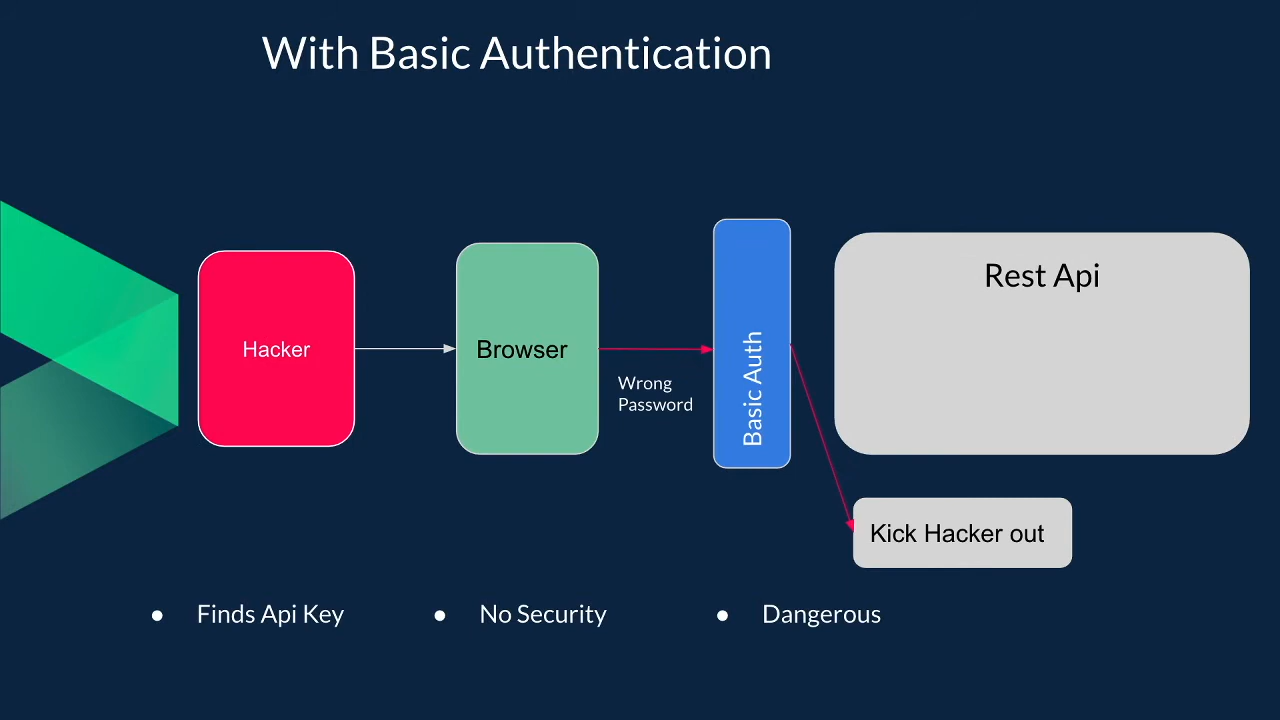 With Basic Authentication
Rest Api
Hacker
Browser
Wrong
Password
Basic Auth
Kick Hacker out
● Finds Api Key
● No Security
● Dangerous